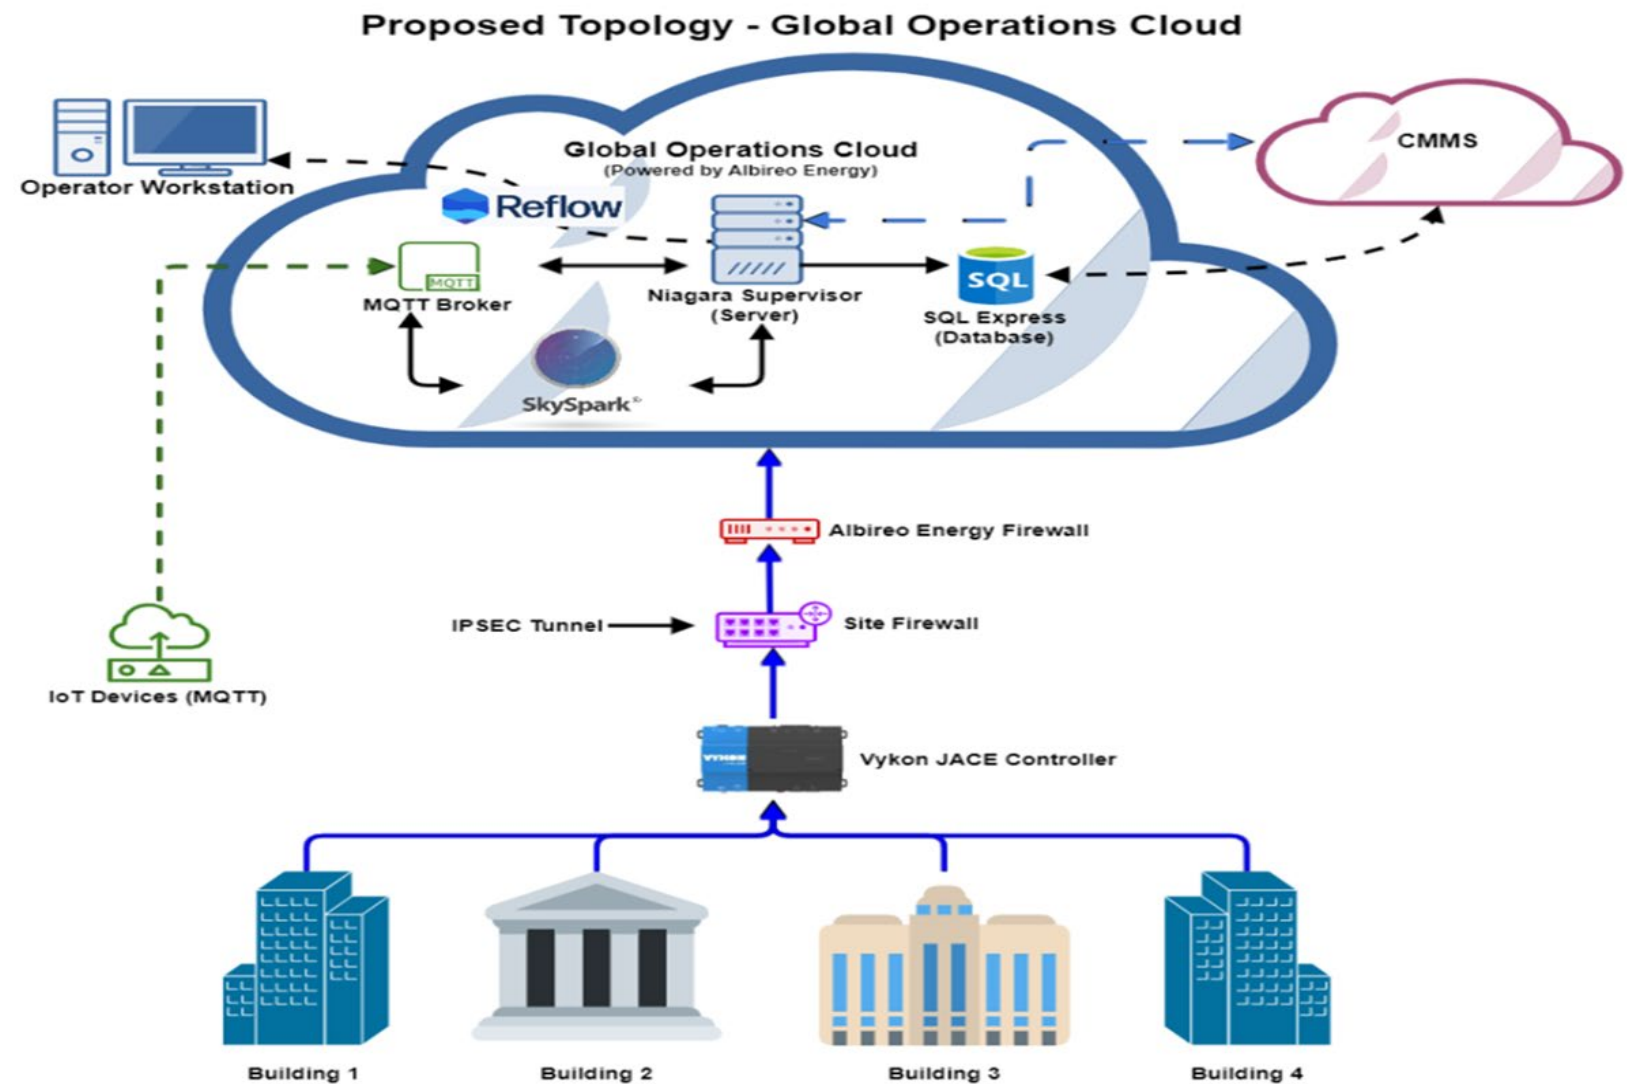 Proposed Topology - Global Operations Cloud
Global Operations Cloud
(Powered by Albireo Energy)
CMMS
Operator Workstation
Reflow
MQTT
MQTT Broker
Niagara Supervisor
(Server)
SQL
SQL Express
(Database)
SkySpark®
Albireo Energy Firewall
IPSEC Tunnel
Site Firewall
IoT Devices (MQTT)
Vykon JACE Controller
Building 1
Building 2
Building 3
Building 4